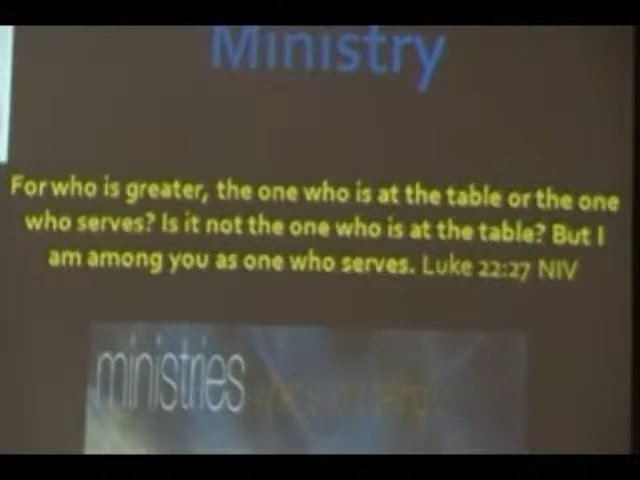 Ministry
For who is greater, the one who is at the table or the one
who serves? Is it not the one who is at the table? But I
am among you as one who serves. Luke 22:27 NIV
ministries